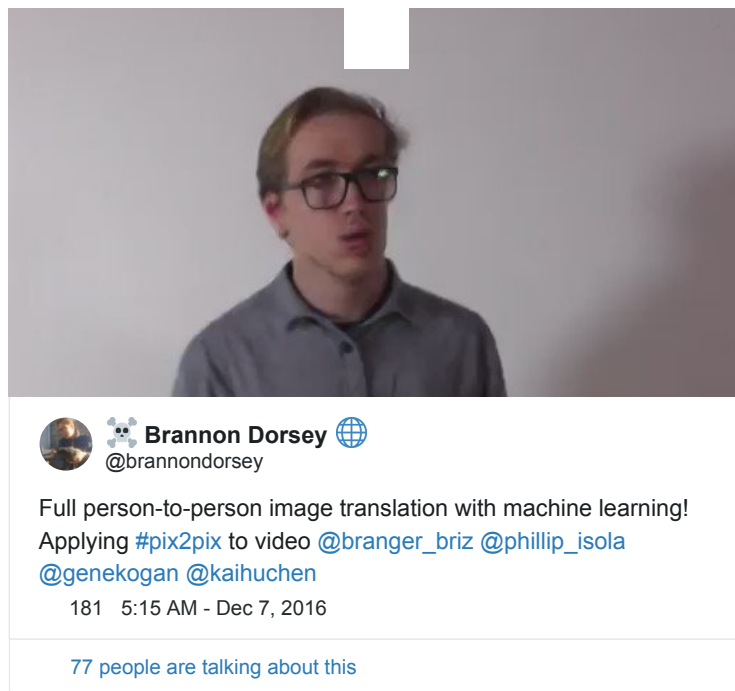 ☠ Brannon Dorsey 🌐
@brannondorsey
Full person-to-person image translation with machine learning!
Applying #pix2pix to video @branger_briz @phillip_isola
@genekogan @kaihuchen
181 5:15 AM - Dec 7, 2016
77 people are talking about this